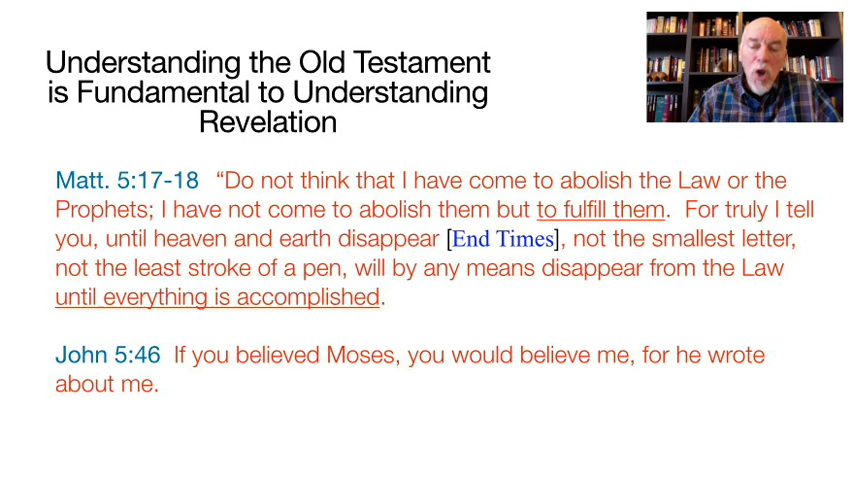 Understanding the Old Testament
is Fundamental to Understanding
Revelation
Matt. 5:17-18 “Do not think that I have come to abolish the Law or the
Prophets; I have not come to abolish them but to fulfill them. For truly I tell
you, until heaven and earth disappear [End Times], not the smallest letter,
not the least stroke of a pen, will by any means disappear from the Law
until everything is accomplished.
John 5:46 If you believed Moses, you would believe me, for he wrote
about me.